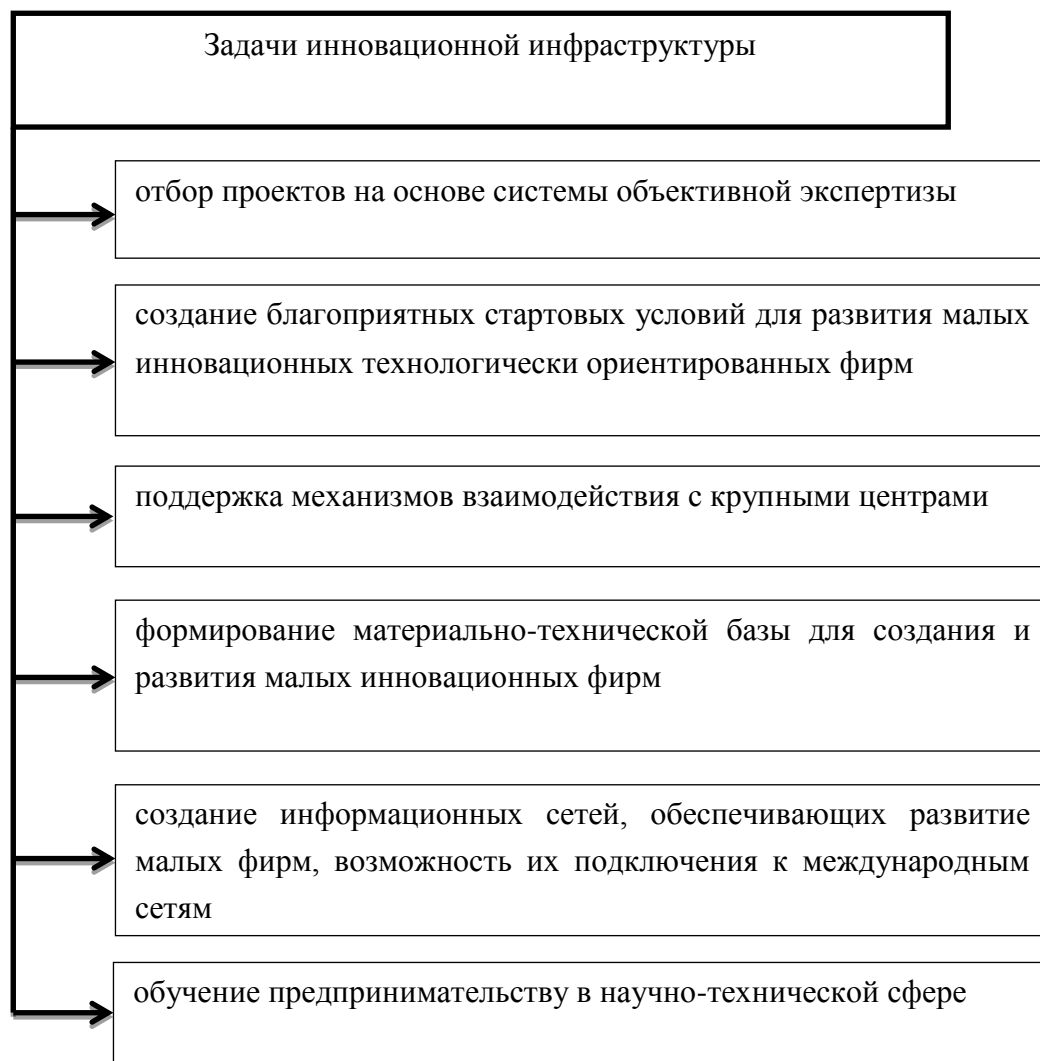 Задачи инновационной инфраструктуры
отбор проектов на основе системы объективной экспертизы
создание благоприятных стартовых условий для развития малых
инновационных технологически ориентированных фирм
поддержка механизмов взаимодействия с крупными центрами
формирование материально-технической базы для создания и
развития малых инновационных фирм
создание информационных сетей, обеспечивающих развитие
малых фирм, возможность их подключения к международным
сетям
обучение предпринимательству в научно-технической сфере